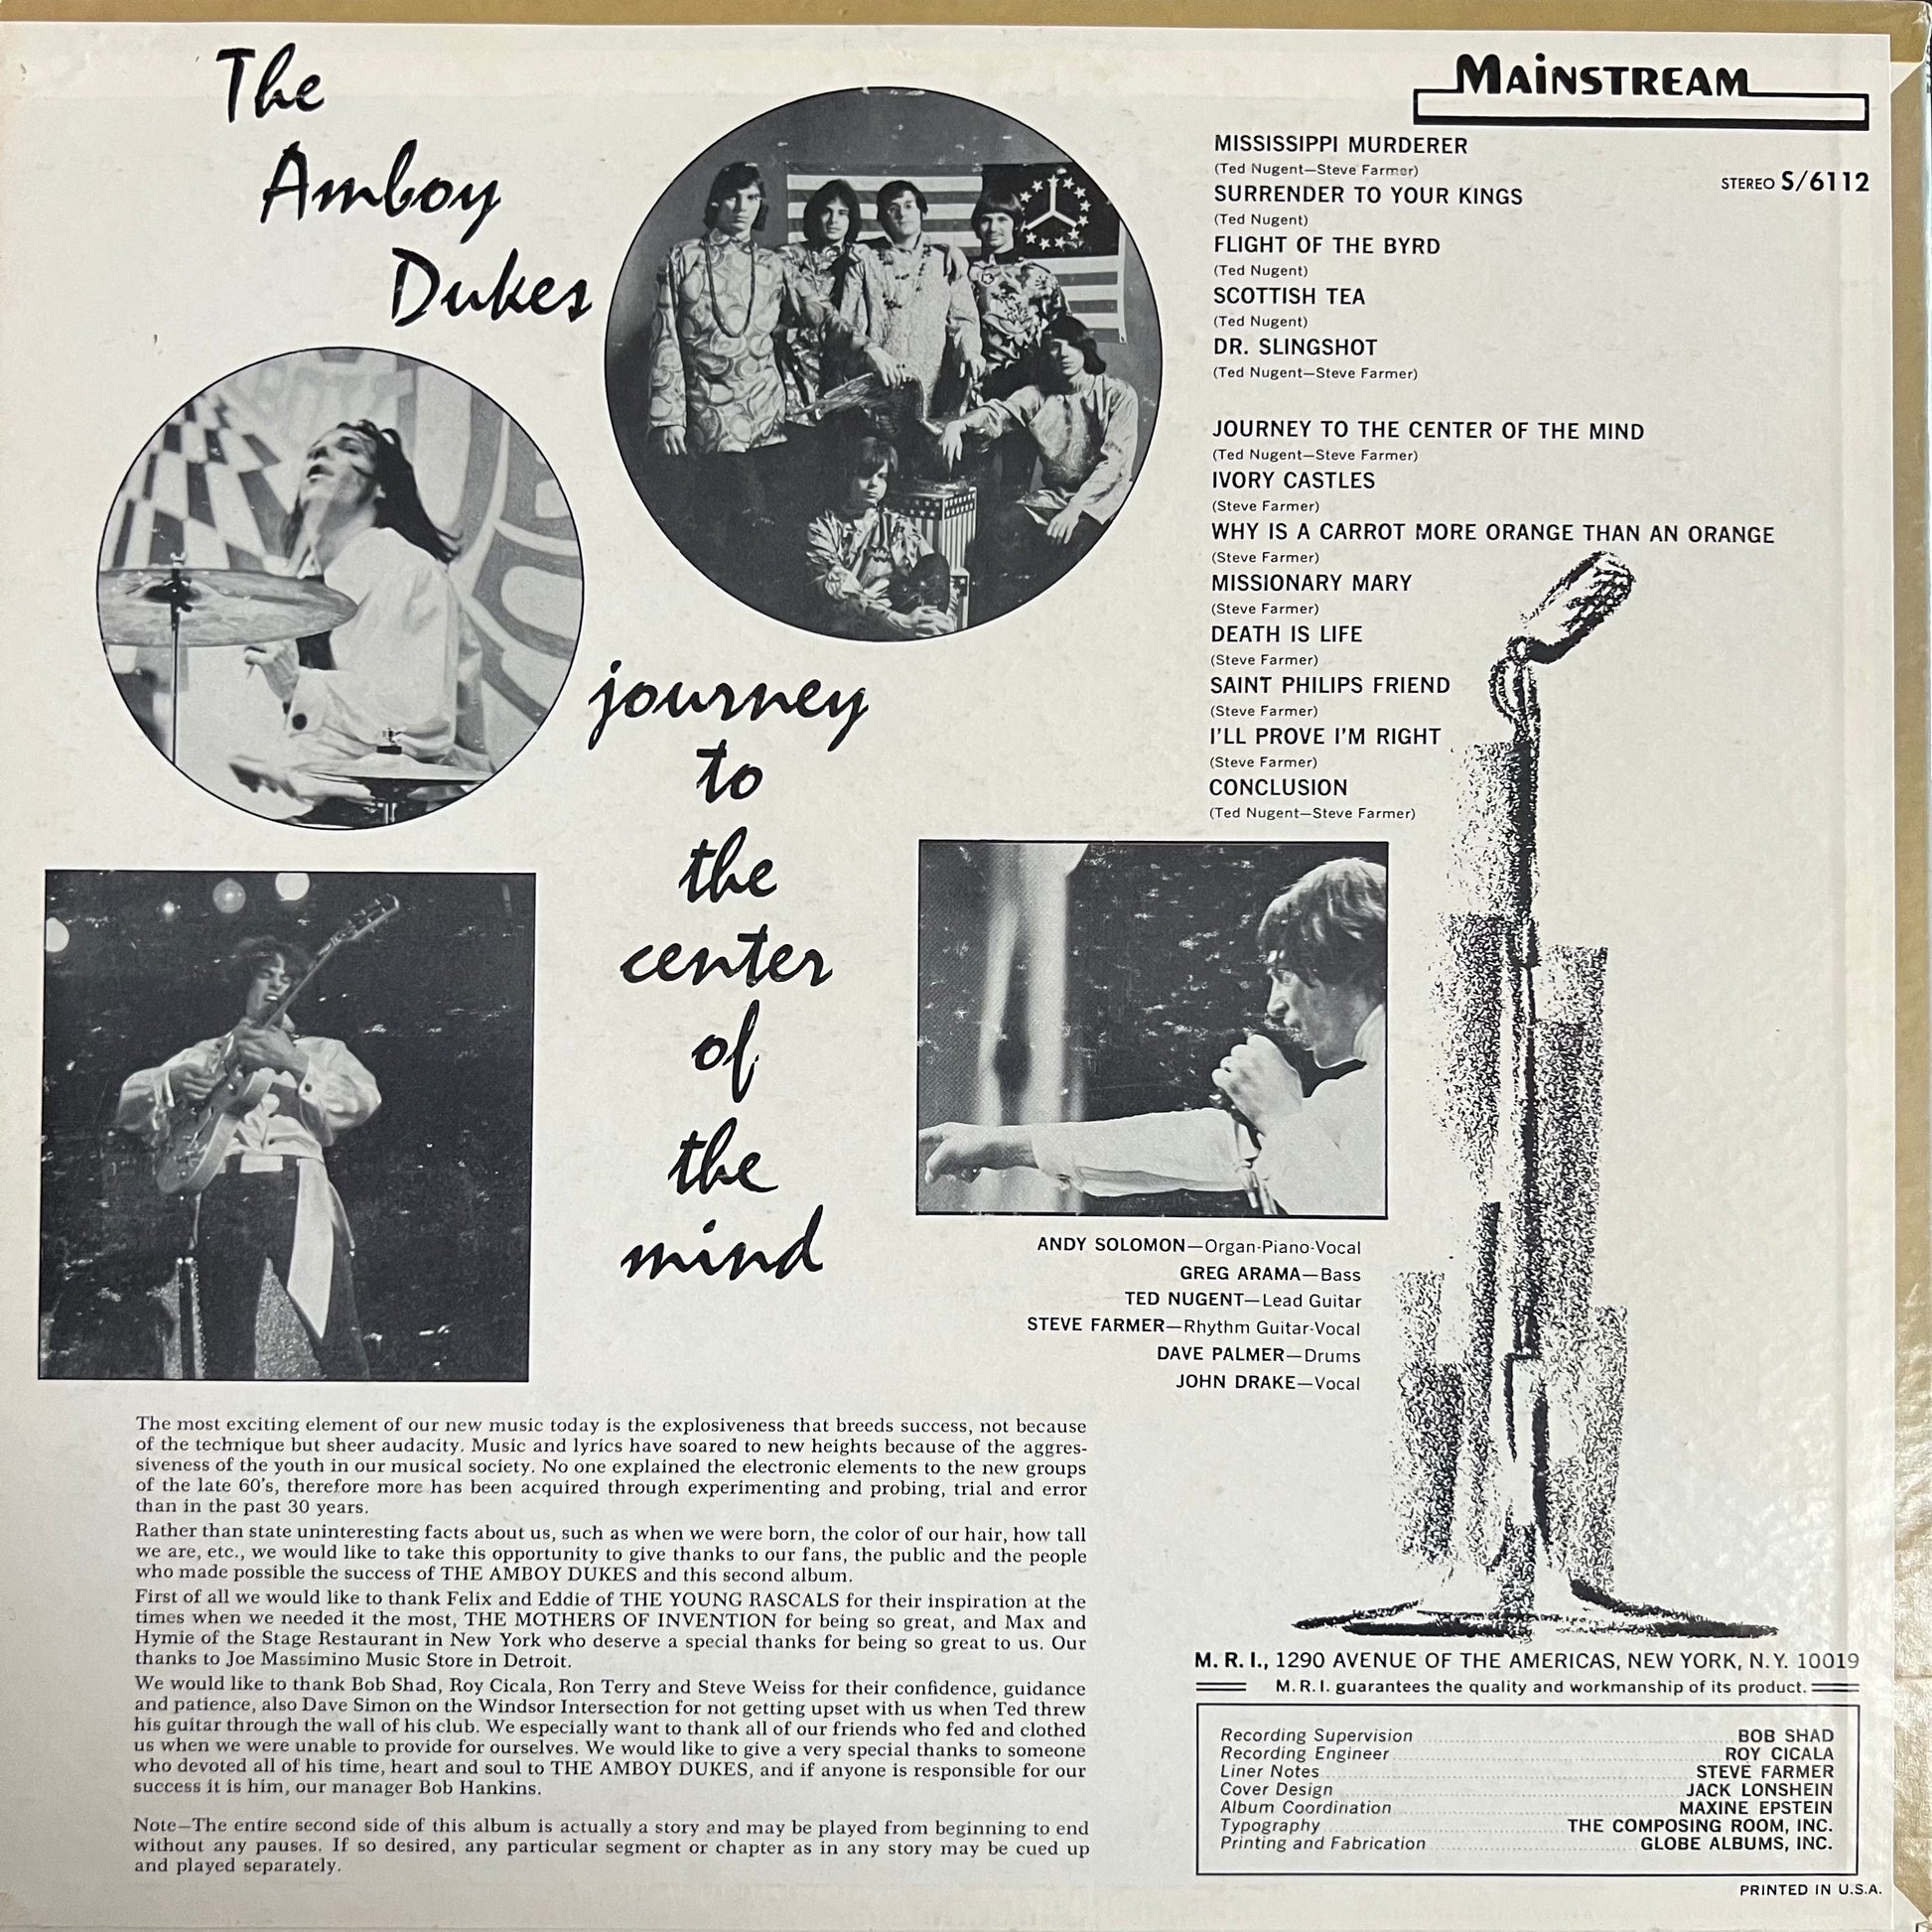 The
Amboy
Dukes
MAiNSTREAM
STEREO S/6112
MISSISSIPPI MURDERER
(Ted Nugent—Steve Farmer)
SURRENDER TO YOUR KINGS
(Ted Nugent)
FLIGHT OF THE BYRD
(Ted Nugent)
SCOTTISH TEA
(Ted Nugent)
DR. SLINGSHOT
(Ted Nugent—Steve Farmer)
JOURNEY TO THE CENTER OF THE MIND
(Ted Nugent—Steve Farmer)
IVORY CASTLES
(Steve Farmer)
WHY IS A CARROT MORE ORANGE THAN AN ORANGE
(Steve Farmer)
MISSIONARY MARY
(Steve Farmer)
DEATH IS LIFE
(Steve Farmer)
SAINT PHILIPS FRIEND
(Steve Farmer)
I'LL PROVE I'M RIGHT
(Steve Farmer)
CONCLUSION
(Ted Nugent—Steve Farmer)
journey
to
the
center
of
the
mind
ANDY SOLOMON—Organ-Piano-Vocal
GREG ARAMA—Bass
TED NUGENT—Lead Guitar
STEVE FARMER—Rhythm Guitar-Vocal
DAVE PALMER—Drums
JOHN DRAKE—Vocal
The most exciting element of our new music today is the explosiveness that breeds success, not because
of the technique but sheer audacity. Music and lyrics have soared to new heights because of the aggres-
siveness of the youth in our musical society. No one explained the electronic elements to the new groups
of the late 60's, therefore more has been acquired through experimenting and probing, trial and error
than in the past 30 years.
Rather than state uninteresting facts about us, such as when we were born, the color of our hair, how tall
we are, etc., we would like to take this opportunity to give thanks to our fans, the public and the people
who made possible the success of THE AMBOY DUKES and this second album.
First of all we would like to thank Felix and Eddie of THE YOUNG RASCALS for their inspiration at the
times when we needed it the most, THE MOTHERS OF INVENTION for being so great, and Max and
Hymie of the Stage Restaurant in New York who deserve a special thanks for being so great to us. Our
thanks to Joe Massimino Music Store in Detroit.
We would like to thank Bob Shad, Roy Cicala, Ron Terry and Steve Weiss for their confidence, guidance
and patience, also Dave Simon on the Windsor Intersection for not getting upset with us when Ted threw
his guitar through the wall of his club. We especially want to thank all of our friends who fed and clothed
us when we were unable to provide for ourselves. We would like to give a very special thanks to someone
who devoted all of his time, heart and soul to THE AMBOY DUKES, and if anyone is responsible for our
success it is him, our manager Bob Hankins.
Note—The entire second side of this album is actually a story and may be played from beginning to end
without any pauses. If so desired, any particular segment or chapter as in any story may be cued up
and played separately.
M. R. I., 1290 AVENUE OF THE AMERICAS, NEW YORK, N.Y. 10019
M. R. I. guarantees the quality and workmanship of its product.
Recording Supervision BOB SHAD
Recording Engineer ROY CICALA
Liner Notes STEVE FARMER
Cover Design JACK LONSHEIN
Album Coordination MAXINE EPSTEIN
Typography THE COMPOSING ROOM, INC.
Printing and Fabrication GLOBE ALBUMS, INC.
PRINTED IN U.S.A.